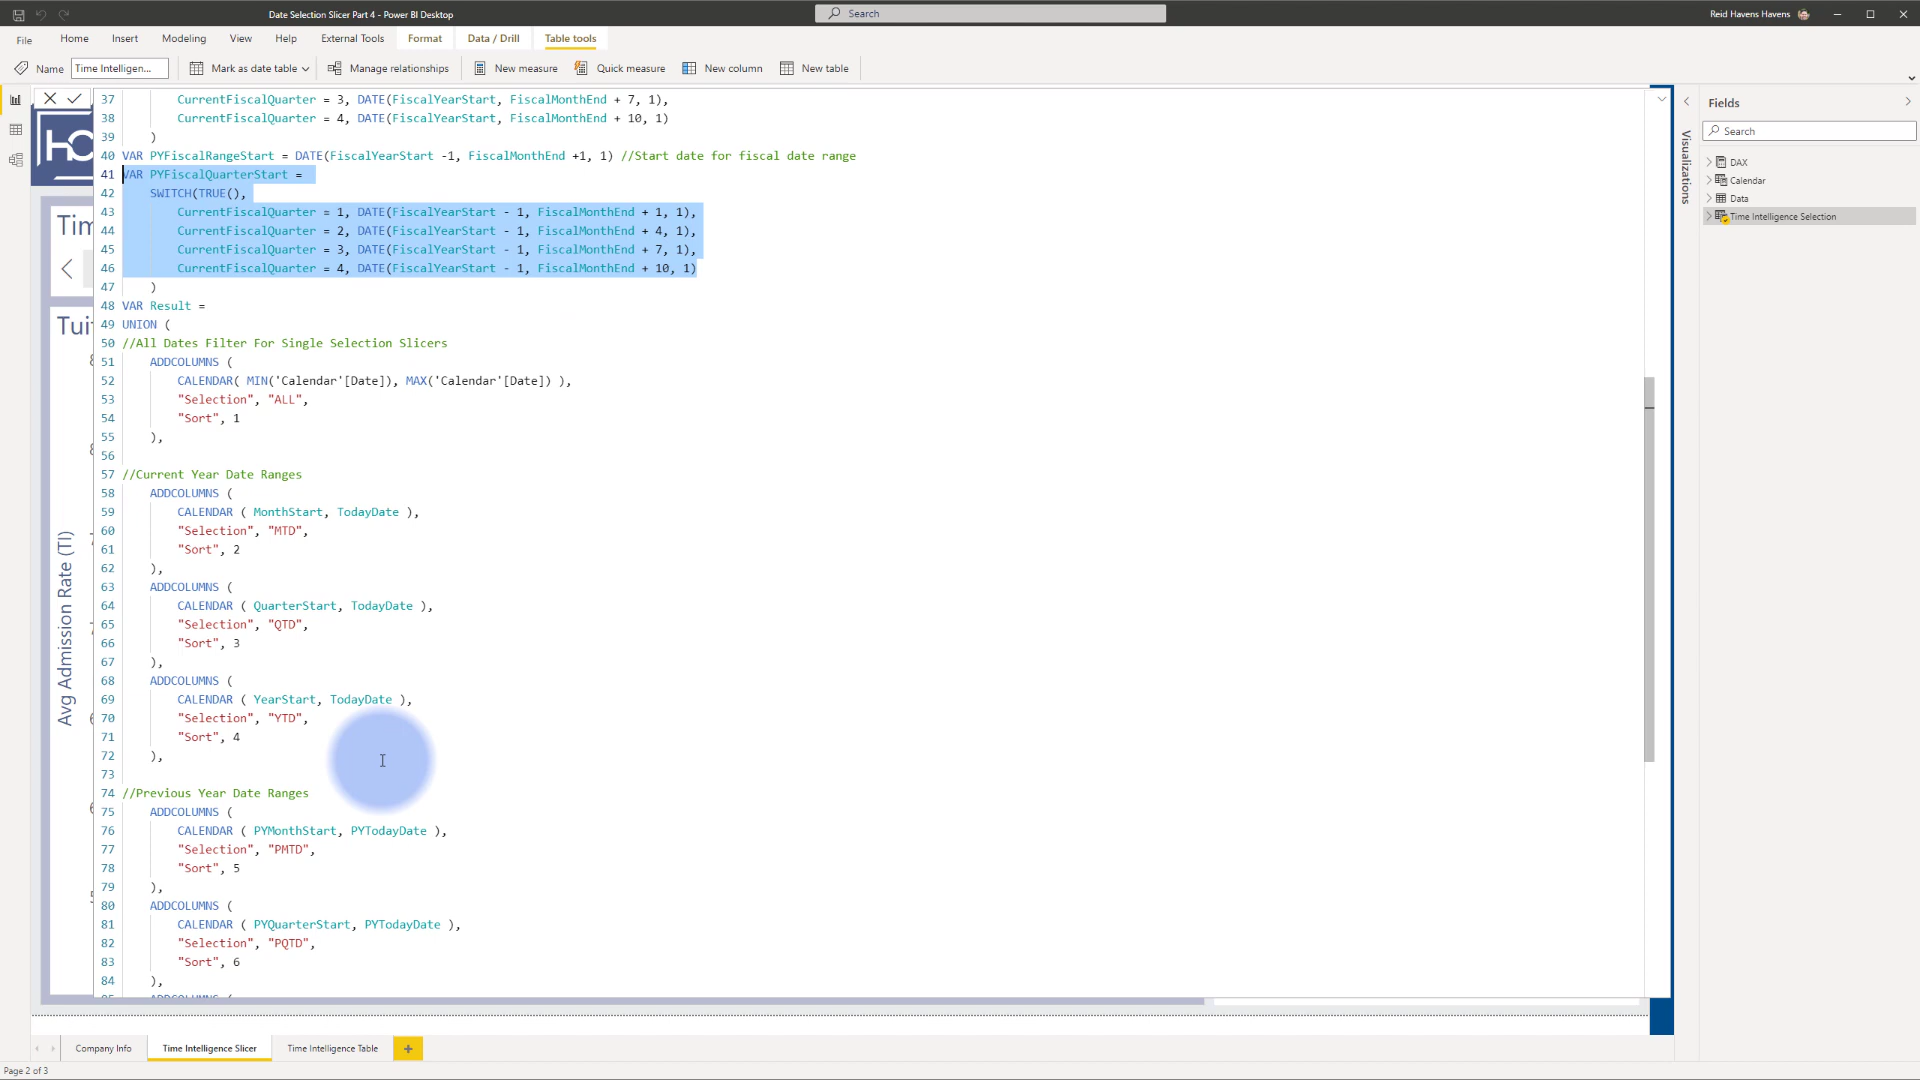 Date Selection Slicer Part 4 - Power BI Desktop
Search
Reid Havens Havens
File
Home
Insert
Modeling
View
Help
External Tools
Format
Data / Drill
Table tools
Name
Time Intelligen...
Mark as date table
Manage relationships
New measure
Quick measure
New column
New table
37 CurrentFiscalQuarter = 3, DATE(FiscalYearStart, FiscalMonthEnd + 7, 1),
38 CurrentFiscalQuarter = 4, DATE(FiscalYearStart, FiscalMonthEnd + 10, 1)
39 )
40 VAR PYFiscalRangeStart = DATE(FiscalYearStart -1, FiscalMonthEnd +1, 1) //Start date for fiscal date range
41 VAR PYFiscalQuarterStart =
42 SWITCH(TRUE(),
43 CurrentFiscalQuarter = 1, DATE(FiscalYearStart - 1, FiscalMonthEnd + 1, 1),
44 CurrentFiscalQuarter = 2, DATE(FiscalYearStart - 1, FiscalMonthEnd + 4, 1),
45 CurrentFiscalQuarter = 3, DATE(FiscalYearStart - 1, FiscalMonthEnd + 7, 1),
46 CurrentFiscalQuarter = 4, DATE(FiscalYearStart - 1, FiscalMonthEnd + 10, 1)
47 )
48 VAR Result =
49 UNION (
50 //All Dates Filter For Single Selection Slicers
51 ADDCOLUMNS (
52 CALENDAR( MIN('Calendar'[Date]), MAX('Calendar'[Date]) ),
53 "Selection", "ALL",
54 "Sort", 1
55 ),
56
57 //Current Year Date Ranges
58 ADDCOLUMNS (
59 CALENDAR ( MonthStart, TodayDate ),
60 "Selection", "MTD",
61 "Sort", 2
62 ),
63 ADDCOLUMNS (
64 CALENDAR ( QuarterStart, TodayDate ),
65 "Selection", "QTD",
66 "Sort", 3
67 ),
68 ADDCOLUMNS (
69 CALENDAR ( YearStart, TodayDate ),
70 "Selection", "YTD",
71 "Sort", 4
72 ),
73
74 //Previous Year Date Ranges
75 ADDCOLUMNS (
76 CALENDAR ( PYMonthStart, PYTodayDate ),
77 "Selection", "PMTD",
78 "Sort", 5
79 ),
80 ADDCOLUMNS (
81 CALENDAR ( PYQuarterStart, PYTodayDate ),
82 "Selection", "PQTD",
83 "Sort", 6
84 ),
Tim
Tui
Avg Admission Rate (TI)
Visualizations
Fields
Search
DAX
Calendar
Data
Time Intelligence Selection
Company Info
Time Intelligence Slicer
Time Intelligence Table
Page 2 of 3